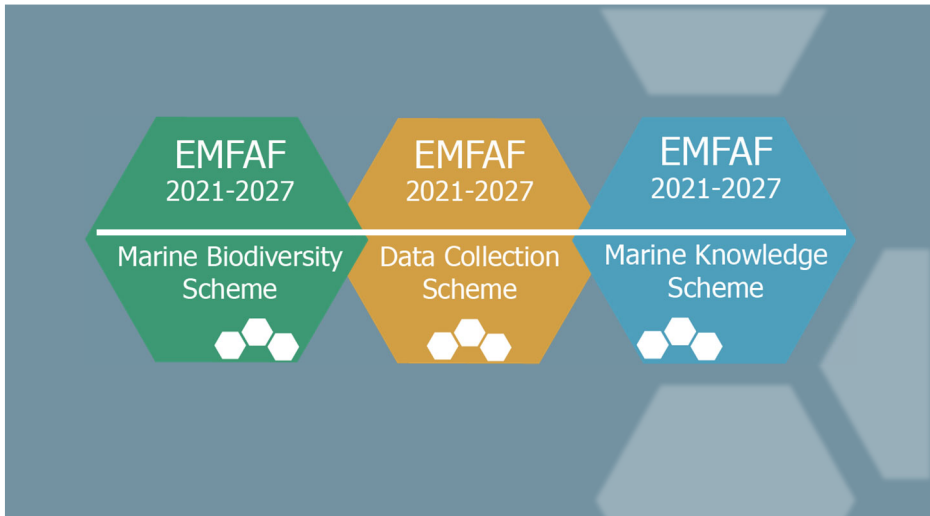 EMFAF
2021-2027
Marine Biodiversity
Scheme
EMFAF
2021-2027
Data Collection
Scheme
EMFAF
2021-2027
Marine Knowledge
Scheme